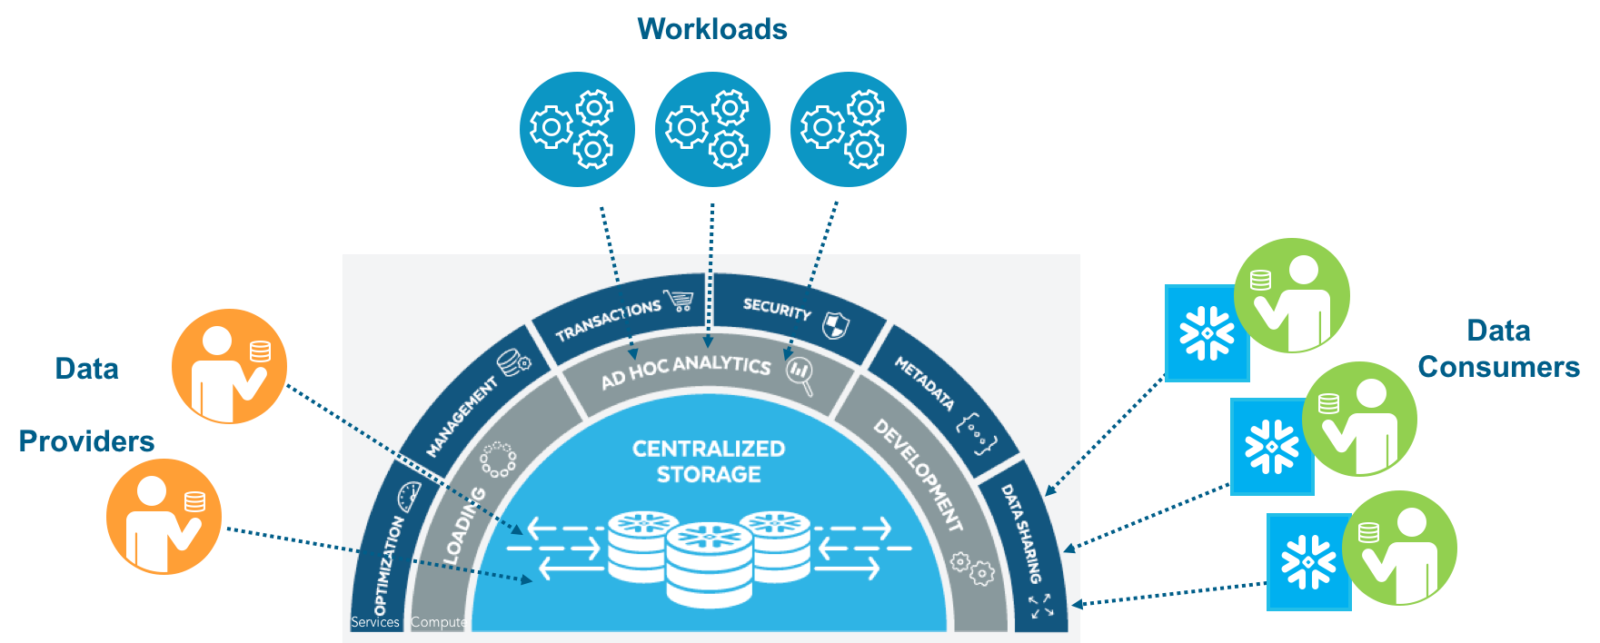 Workloads
Data
Providers
Data
Consumers
OPTIMIZATION
MANAGEMENT
TRANSACTIONS
SECURITY
METADATA
DATA SHARING
LOADING
AD HOC ANALYTICS
DEVELOPMENT
CENTRALIZED
STORAGE
Services
Compute